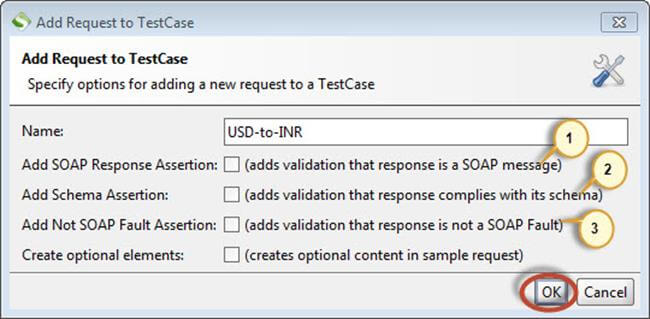 Add Request to TestCase
Add Request to TestCase
Specify options for adding a new request to a TestCase
Name: USD-to-INR
1
Add SOAP Response Assertion: (adds validation that response is a SOAP message)
2
Add Schema Assertion: (adds validation that response complies with its schema)
Add Not SOAP Fault Assertion: (adds validation that response is not a SOAP Fault)
3
Create optional elements: (creates optional content in sample request)
OK Cancel